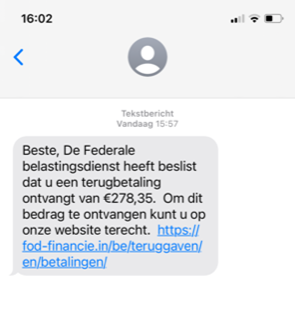 16:02
Tekstbericht
Vandaag 15:57
Beste, De Federale
belastingsdienst heeft beslist
dat u een terugbetaling
ontvangt van €278,35. Om dit
bedrag te ontvangen kunt u op
onze website terecht. https://
fod-financie.in/be/teruggaven/
en/betalingen/